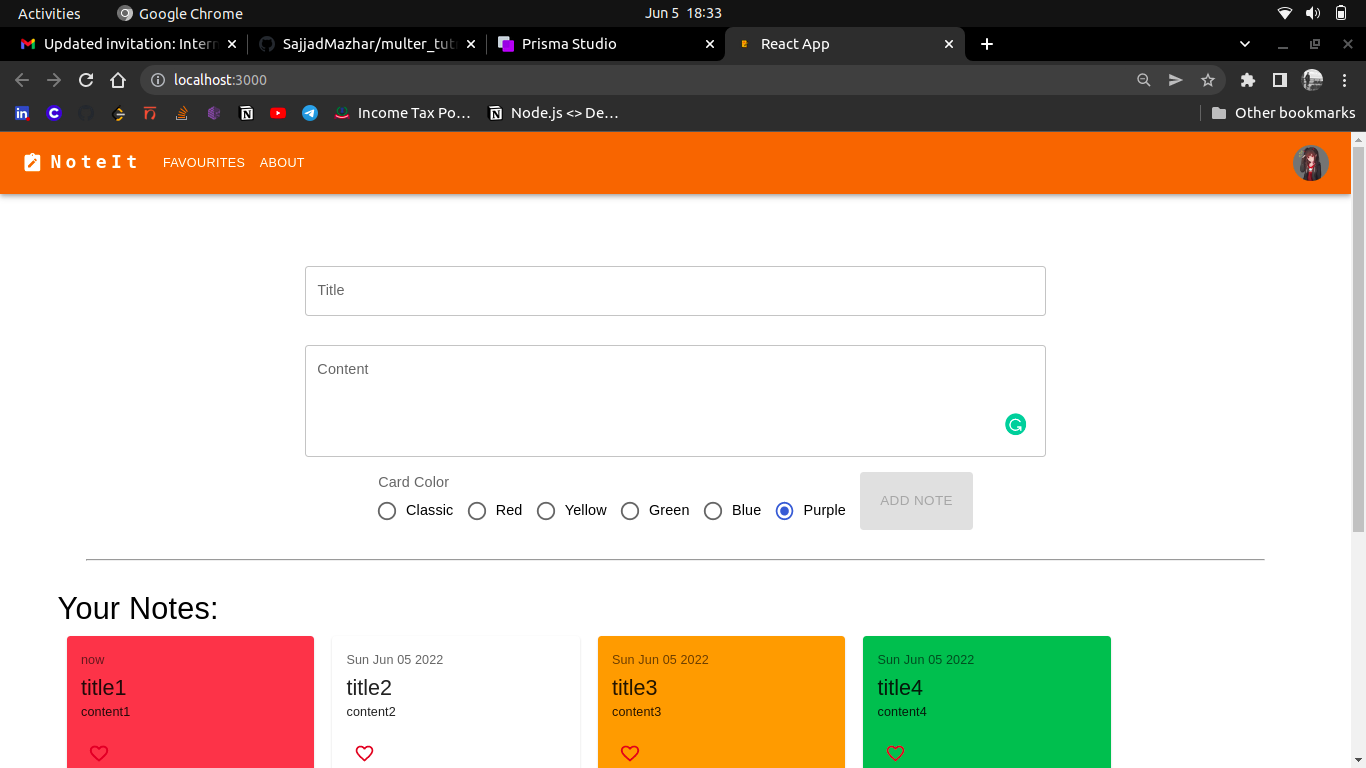 Activities Google Chrome Jun 5 18:33
Updated invitation: Intern SajjadMazhar/multer_tut Prisma Studio React App
localhost:3000
Income Tax Po... Node.js <> De... Other bookmarks
NoteIt FAVOURITES ABOUT
Title
Content
Card Color
Classic Red Yellow Green Blue Purple ADD NOTE
Your Notes:
now Sun Jun 05 2022 Sun Jun 05 2022 Sun Jun 05 2022
title1 title2 title3 title4
content1 content2 content3 content4